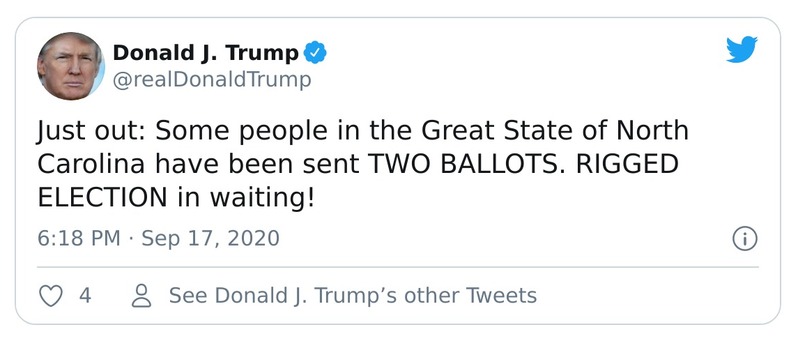 Donald J. Trump
@realDonaldTrump
Just out: Some people in the Great State of North
Carolina have been sent TWO BALLOTS. RIGGED
ELECTION in waiting!
6:18 PM · Sep 17, 2020
4 See Donald J. Trump’s other Tweets